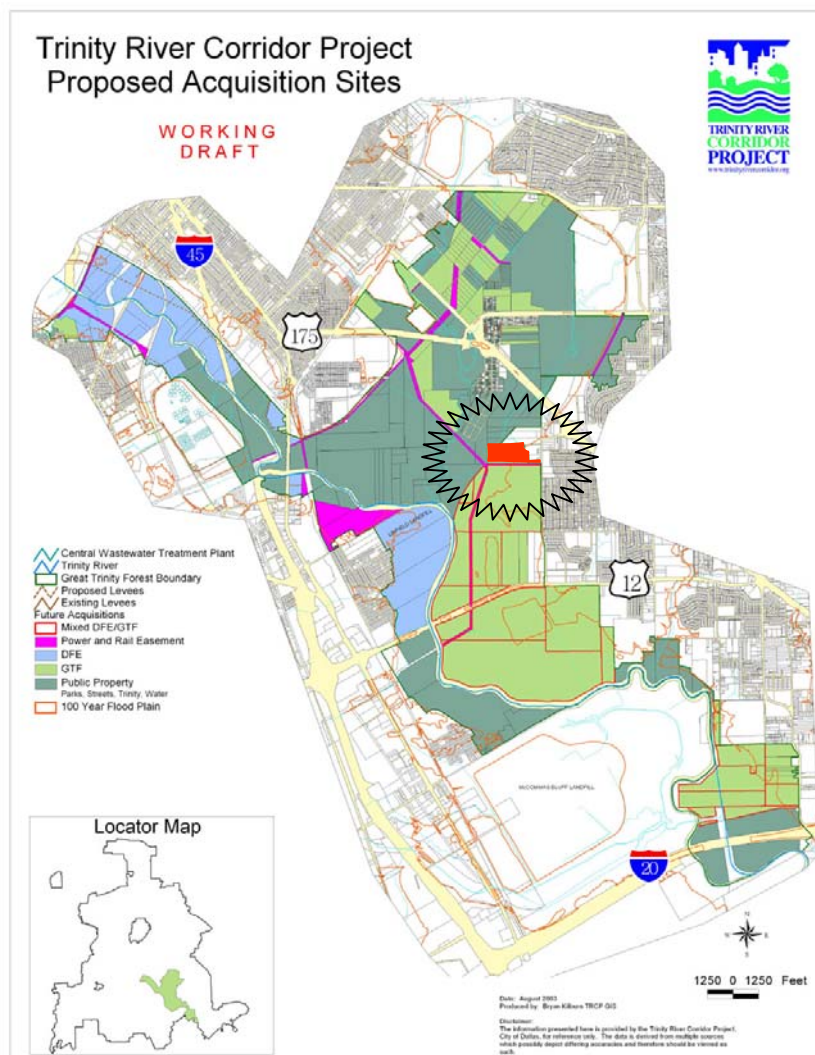 Trinity River Corridor Project
Proposed Acquisition Sites
WORKING
DRAFT
TRINITY RIVER
CORRIDOR
PROJECT
www.trinityrivercorridor.org
45
175
12
Central Wastewater Treatment Plant
Trinity River
Great Trinity Forest Boundary
Proposed Levees
Existing Levees
Future Acquisitions
Mixed DFE/GTF
Power and Rail Easement
DFE
GTF
Public Property
Parks, Streets, Trinity, Water
100 Year Flood Plain
McCOMMAS BLUFF LANDFILL
20
Locator Map
N
W
E
S
1250 0 1250 Feet
Date: August 2003
Produced by: Bryan Kilburn TRCP GIS
Disclaimer:
The information presented here is provided by the Trinity River Corridor Project,
City of Dallas, for reference only. The data is derived from multiple sources
which possibly depict differing accuracies and therefore should be viewed as
such.